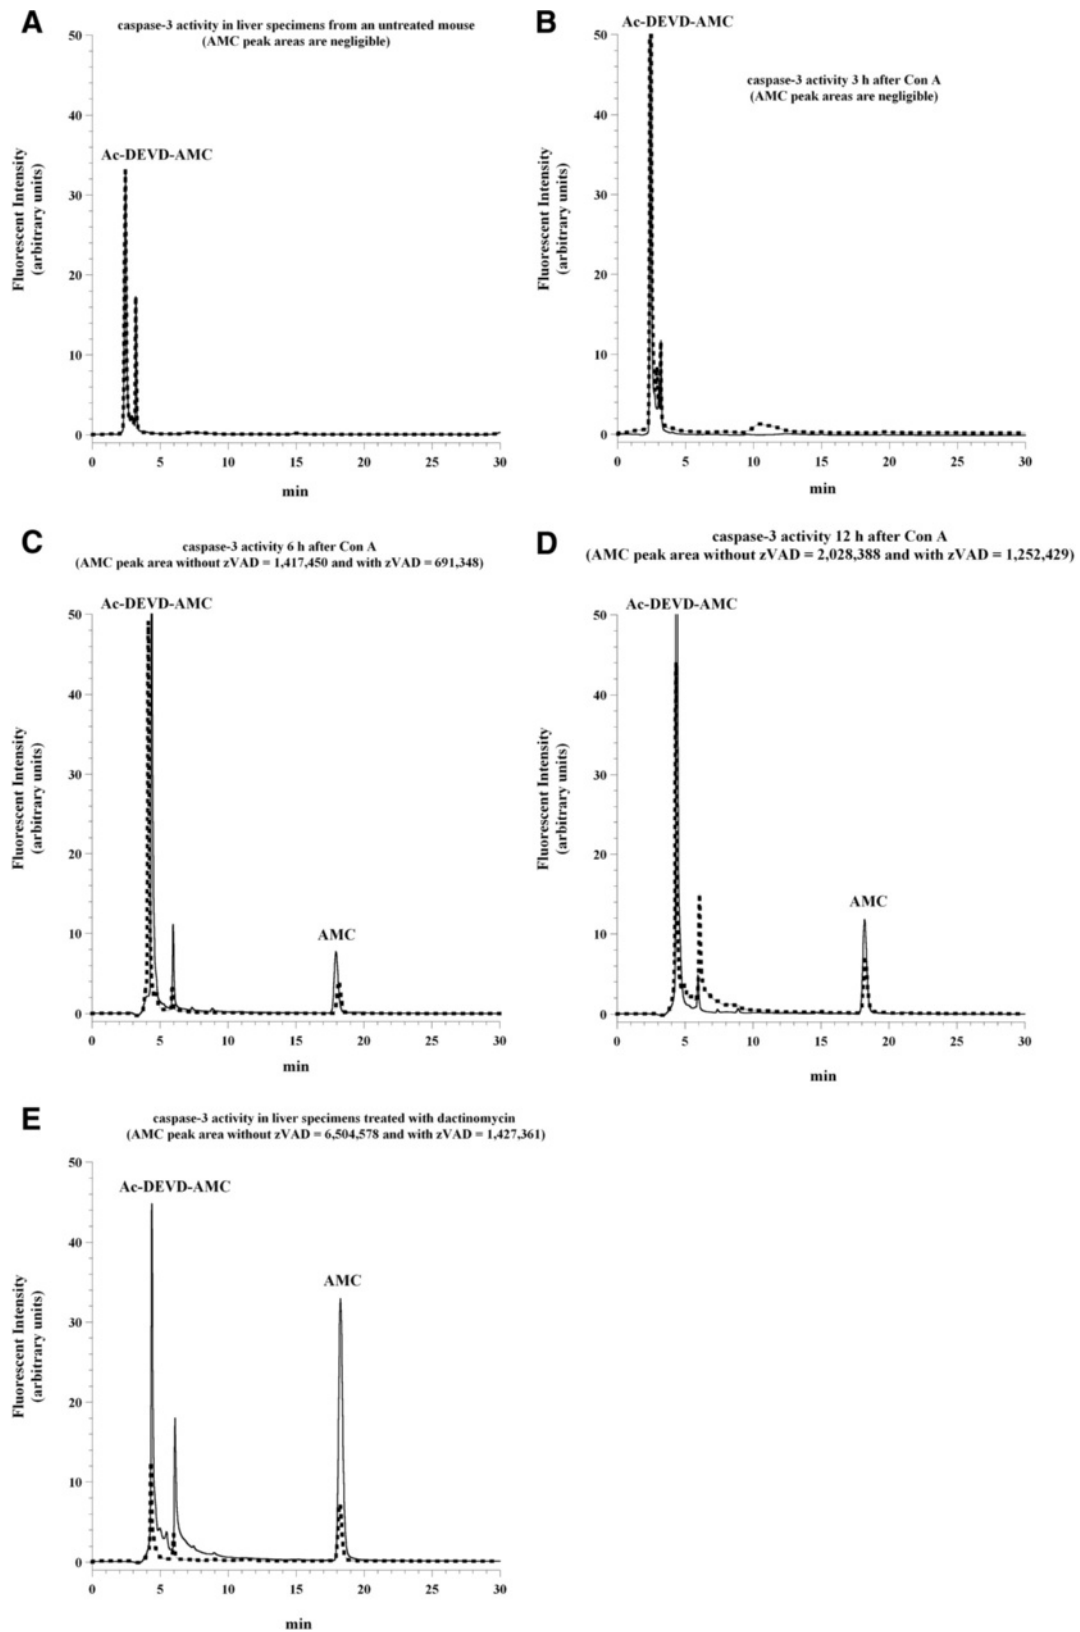 A
caspase-3 activity in liver specimens from an untreated mouse
(AMC peak areas are negligible)
50
40
30
20
10
0
Fluorescent Intensity
(arbitrary units)
Ac-DEVD-AMC
0 5 10 15 20 25 30
min
B
Ac-DEVD-AMC
caspase-3 activity 3 h after Con A
(AMC peak areas are negligible)
50
40
30
20
10
0
Fluorescent Intensity
(arbitrary units)
0 5 10 15 20 25 30
min
C
caspase-3 activity 6 h after Con A
(AMC peak area without zVAD = 1,417,450 and with zVAD = 691,348)
Ac-DEVD-AMC
50
40
30
20
10
0
Fluorescent Intensity
(arbitrary units)
AMC
0 5 10 15 20 25 30
min
D
caspase-3 activity 12 h after Con A
(AMC peak area without zVAD = 2,028,388 and with zVAD = 1,252,429)
Ac-DEVD-AMC
50
40
30
20
10
0
Fluorescent Intensity
(arbitrary units)
AMC
0 5 10 15 20 25 30
min
E
caspase-3 activity in liver specimens treated with dactinomycin
(AMC peak area without zVAD = 6,504,578 and with zVAD = 1,427,361)
50
40
30
20
10
0
Fluorescent Intensity
(arbitrary units)
Ac-DEVD-AMC
AMC
0 5 10 15 20 25 30
min